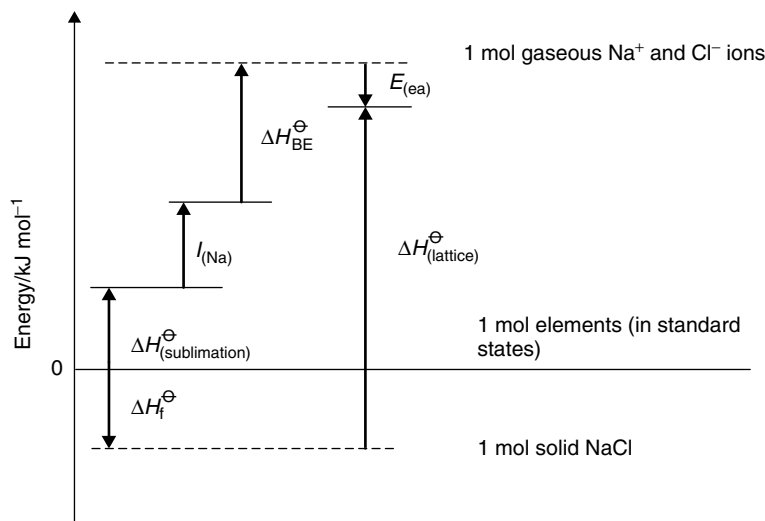 1 mol gaseous Na⁺ and Cl⁻ ions
E(ea)
ΔH⦵BE
I(Na)
ΔH⦵(lattice)
Energy/kJ mol⁻¹
1 mol elements (in standard
states)
ΔH⦵(sublimation)
0
ΔH⦵f
1 mol solid NaCl